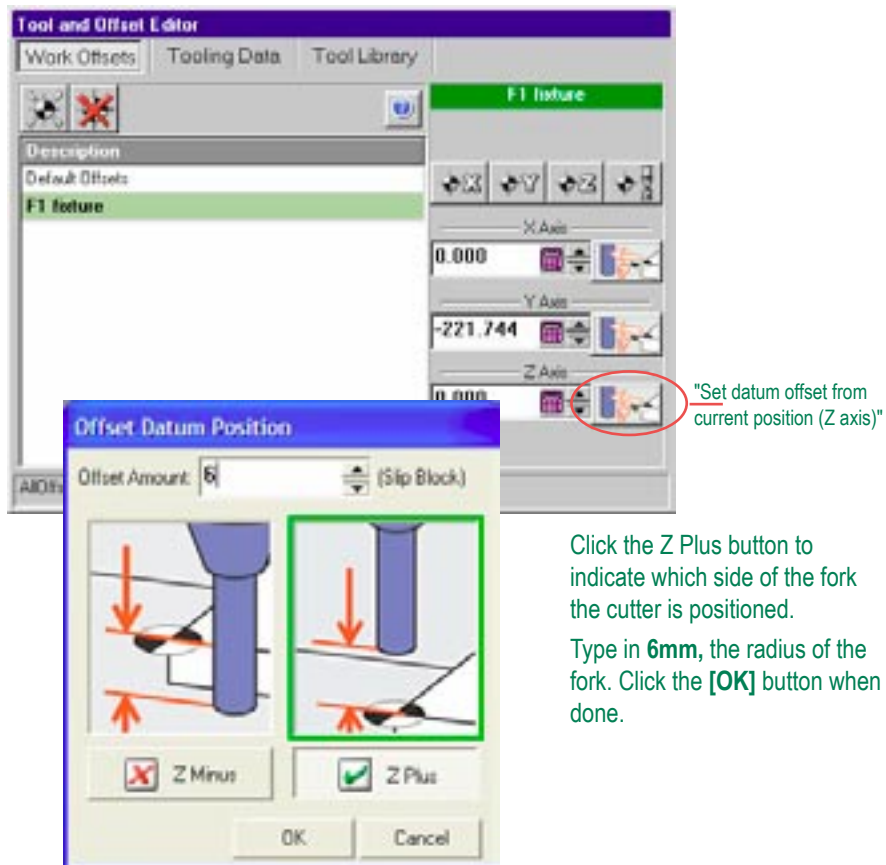 Tool and Offset Editor
Work Offsets Tooling Data Tool Library
F1 fixture
Description
Default Offsets
F1 fixture
X Y Z
X Axis
0.000
Y Axis
-221.744
Z Axis
0.000
"Set datum offset from
current position (Z axis)"
Offset Datum Position
Offset Amount: 6 (Slip Block)
Z Minus Z Plus
OK Cancel
Click the Z Plus button to
indicate which side of the fork
the cutter is positioned.
Type in 6mm, the radius of the
fork. Click the [OK] button when
done.